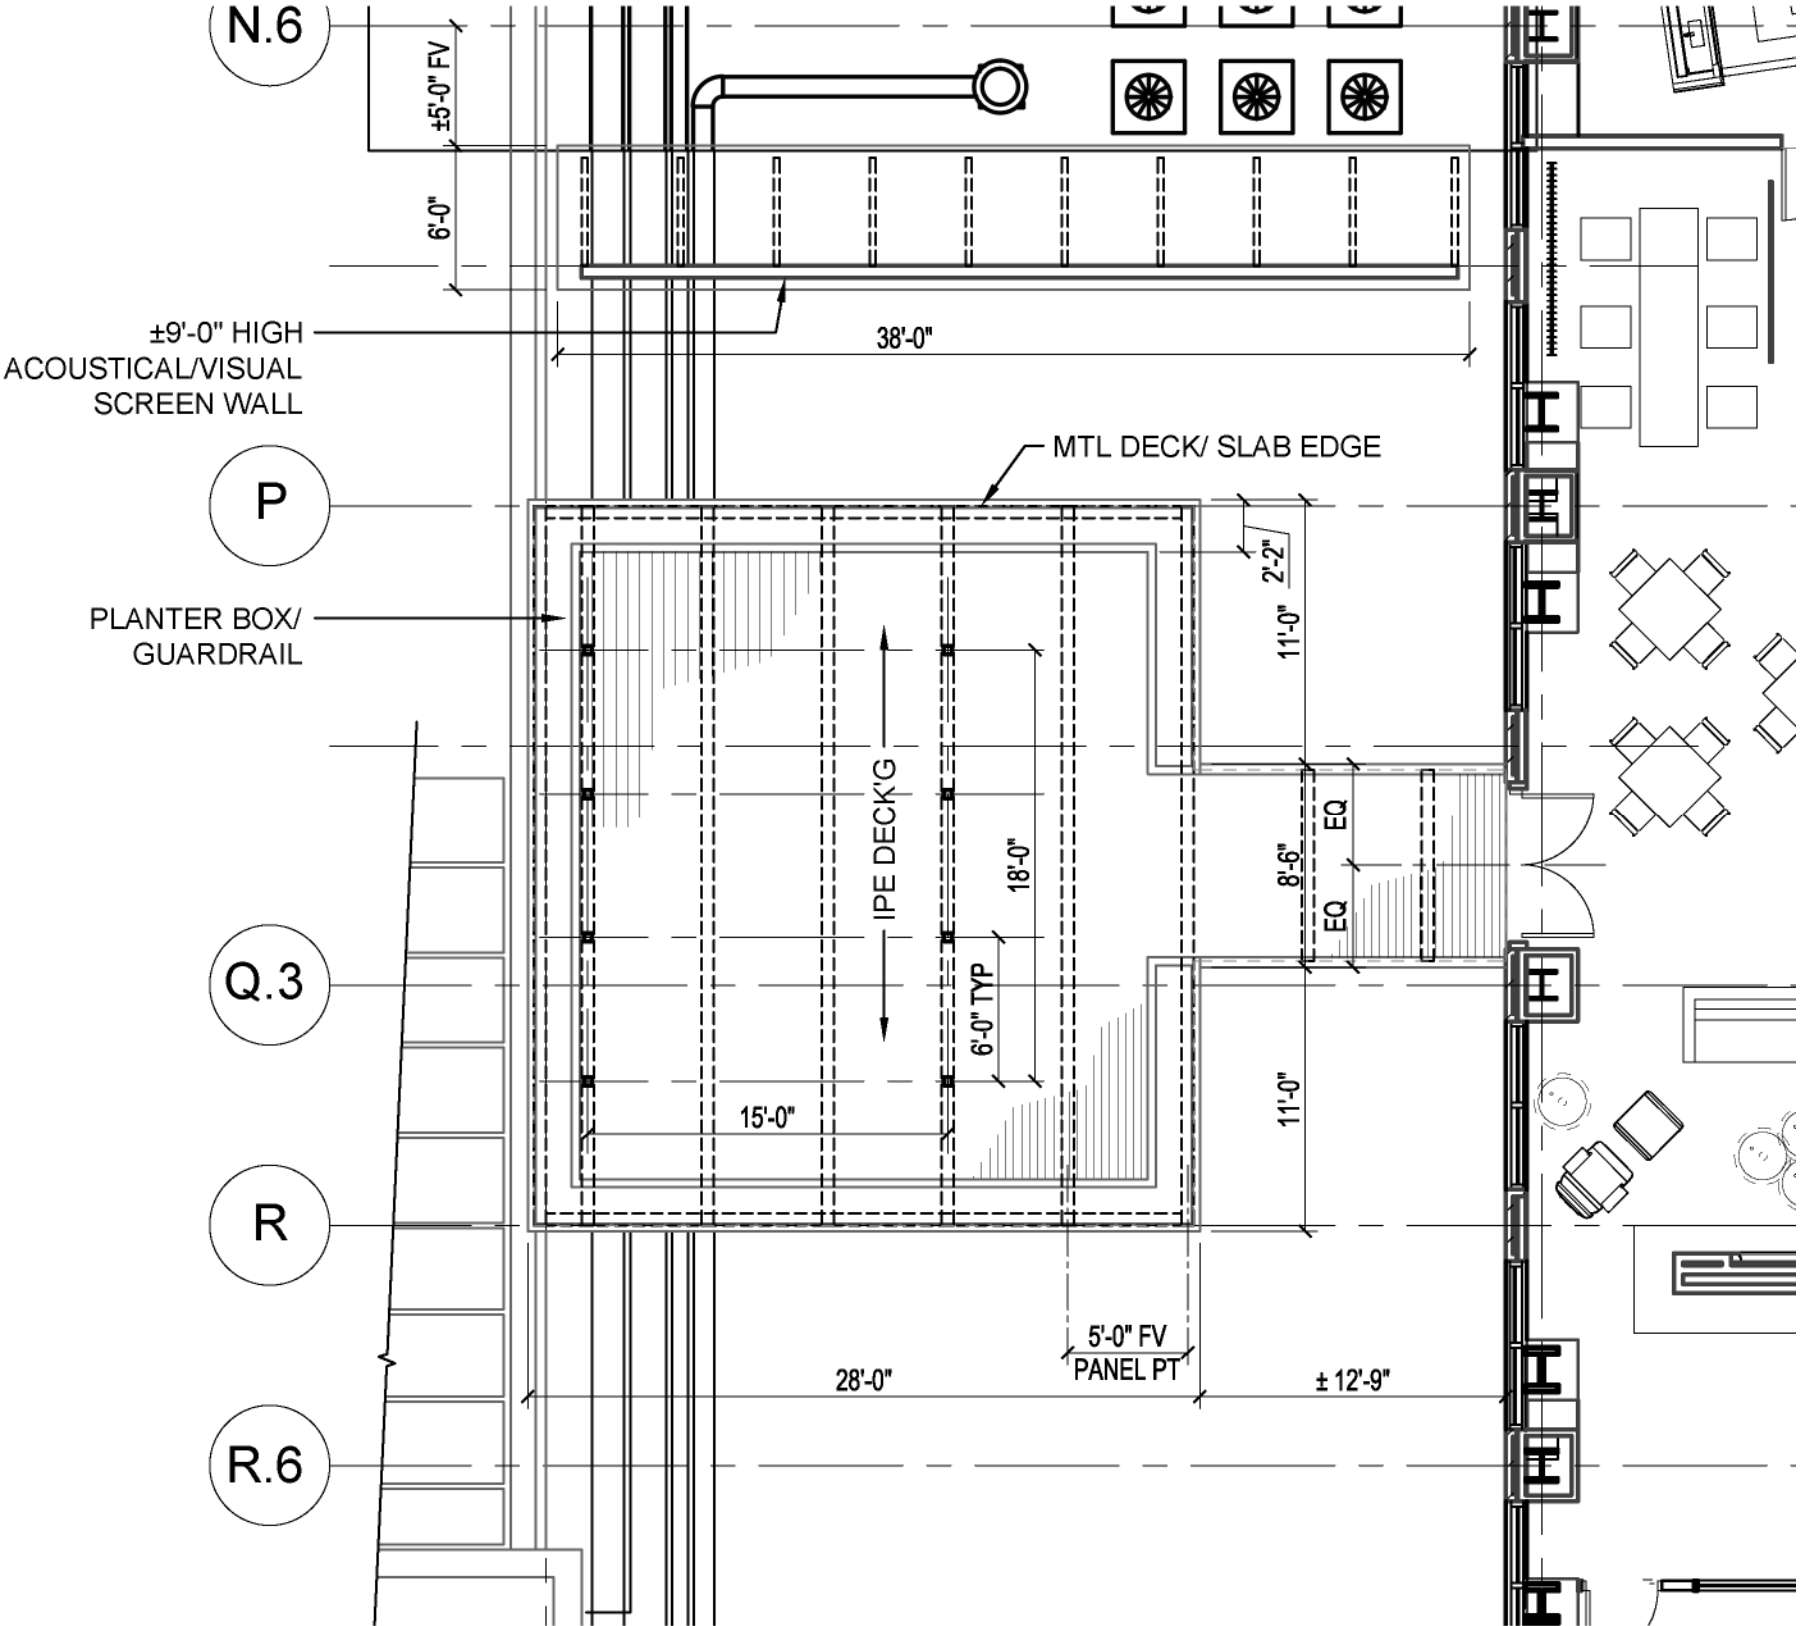 N.6
±5'-0" FV
6'-0"
±9'-0" HIGH
ACOUSTICAL/VISUAL
SCREEN WALL
38'-0"
MTL DECK/ SLAB EDGE
P
2'-2"
11'-0"
PLANTER BOX/
GUARDRAIL
IPE DECK'G
18'-0"
EQ
8'-6"
EQ
Q.3
6'-0" TYP
15'-0"
11'-0"
R
5'-0" FV
PANEL PT
28'-0"
± 12'-9"
R.6